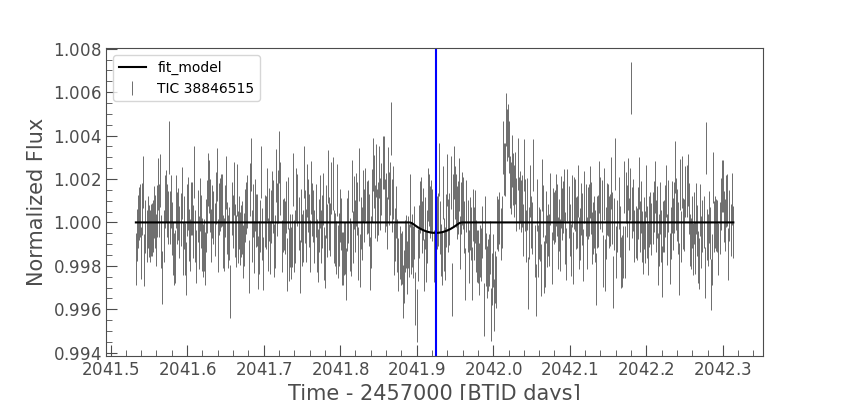 1.008
1.006
1.004
1.002
1.000
0.998
0.996
0.994
Normalized Flux
fit_model
TIC 38846515
2041.5 2041.6 2041.7 2041.8 2041.9 2042.0 2042.1 2042.2 2042.3
Time - 2457000 [BTJD days]